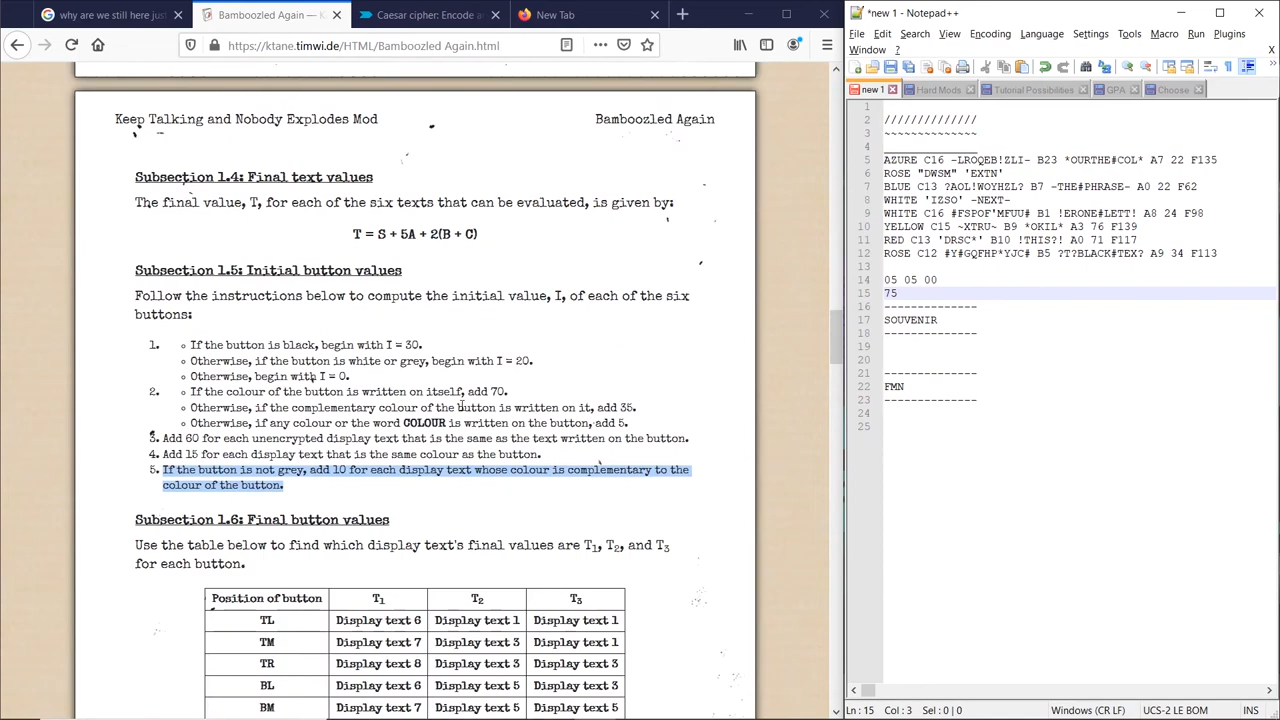 why are we still here jus
Bamboozled Again — K
Caesar cipher: Encode an
New Tab
https://ktane.timwi.de/HTML/Bamboozled Again.html
Keep Talking and Nobody Explodes Mod
Bamboozled Again
Subsection 1.4: Final text values
The final value, T, for each of the six texts that can be evaluated, is given by:
T = S + 5A + 2(B + C)
Subsection 1.5: Initial button values
Follow the instructions below to compute the initial value, I, of each of the six
buttons:
1. ◦ If the button is black, begin with I = 30.
◦ Otherwise, if the button is white or grey, begin with I = 20.
◦ Otherwise, begin with I = 0.
2. ◦ If the colour of the button is written on itself, add 70.
◦ Otherwise, if the complementary colour of the button is written on it, add 35.
◦ Otherwise, if any colour or the word COLOUR is written on the button, add 5.
3. Add 60 for each unencrypted display text that is the same as the text written on the button.
4. Add 15 for each display text that is the same colour as the button.
5. If the button is not grey, add 10 for each display text whose colour is complementary to the
colour of the button.
Subsection 1.6: Final button values
Use the table below to find which display text's final values are T1, T2, and T3
for each button.
Position of button T1 T2 T3
TL Display text 6 Display text 1 Display text 1
TM Display text 7 Display text 3 Display text 1
TR Display text 8 Display text 3 Display text 3
BL Display text 6 Display text 5 Display text 3
BM Display text 7 Display text 5 Display text 5
*new 1 - Notepad++
File Edit Search View Encoding Language Settings Tools Macro Run Plugins
Window ?
new 1 Hard Mods Tutorial Possibilities GPA Choose
1
2 //////////////
3 ~~~~~~~~~~~~~~
4 ______________
5 AZURE C16 -LROQEB!ZLI- B23 *OURTHE#COL* A7 22 F135
6 ROSE "DWSM" 'EXTN'
7 BLUE C13 ?AOL!WOYHZL? B7 -THE#PHRASE- A0 22 F62
8 WHITE 'IZSO' -NEXT-
9 WHITE C16 #FSPOF'MFUU# B1 !ERONE#LETT! A8 24 F98
10 YELLOW C15 ~XTRU~ B9 *OKIL* A3 76 F139
11 RED C13 'DRSC*' B10 !THIS?! A0 71 F117
12 ROSE C12 #Y#GQFHP*YJC# B5 ?T?BLACK#TEX? A9 34 F113
13
14 05 05 00
15 75
16 --------------
17 SOUVENIR
18 --------------
19
20
21 --------------
22 FMN
23 --------------
24
25
Ln : 15 Col : 3 Sel : 0 | 0
Windows (CR LF)
UCS-2 LE BOM
INS